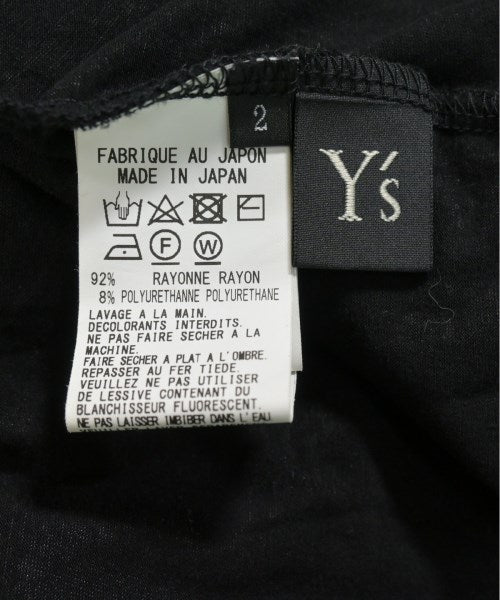 2
Y's
FABRIQUE AU JAPON
MADE IN JAPAN
F W
92% RAYONNE RAYON
8% POLYURETHANNE POLYURETHANE
LAVAGE A LA MAIN.
DECOLORANTS INTERDITS.
NE PAS FAIRE SECHER A LA
MACHINE.
FAIRE SECHER A PLAT A L'OMBRE.
REPASSER AU FER TIEDE.
VEUILLEZ NE PAS UTILISER
DE LESSIVE CONTENANT DU
BLANCHISSEUR FLUORESCENT.
NE PAS LAISSER IMBIBER DANS L'EAU